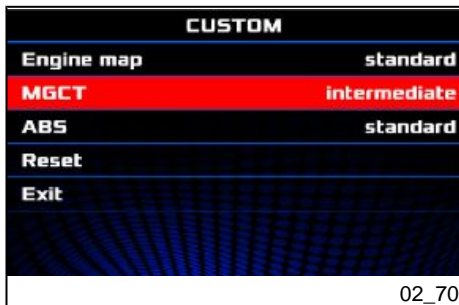 CUSTOM
Engine map standard
MGCT intermediate
ABS standard
Reset
Exit
02_70